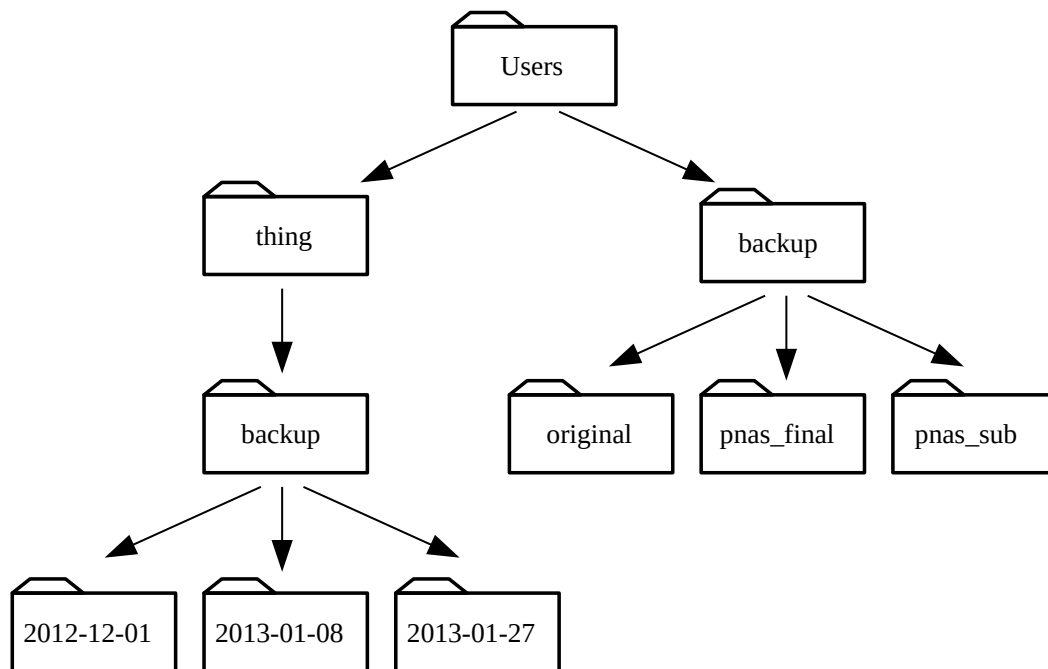 Users
thing
backup
backup
original
pnas_final
pnas_sub
2012-12-01
2013-01-08
2013-01-27